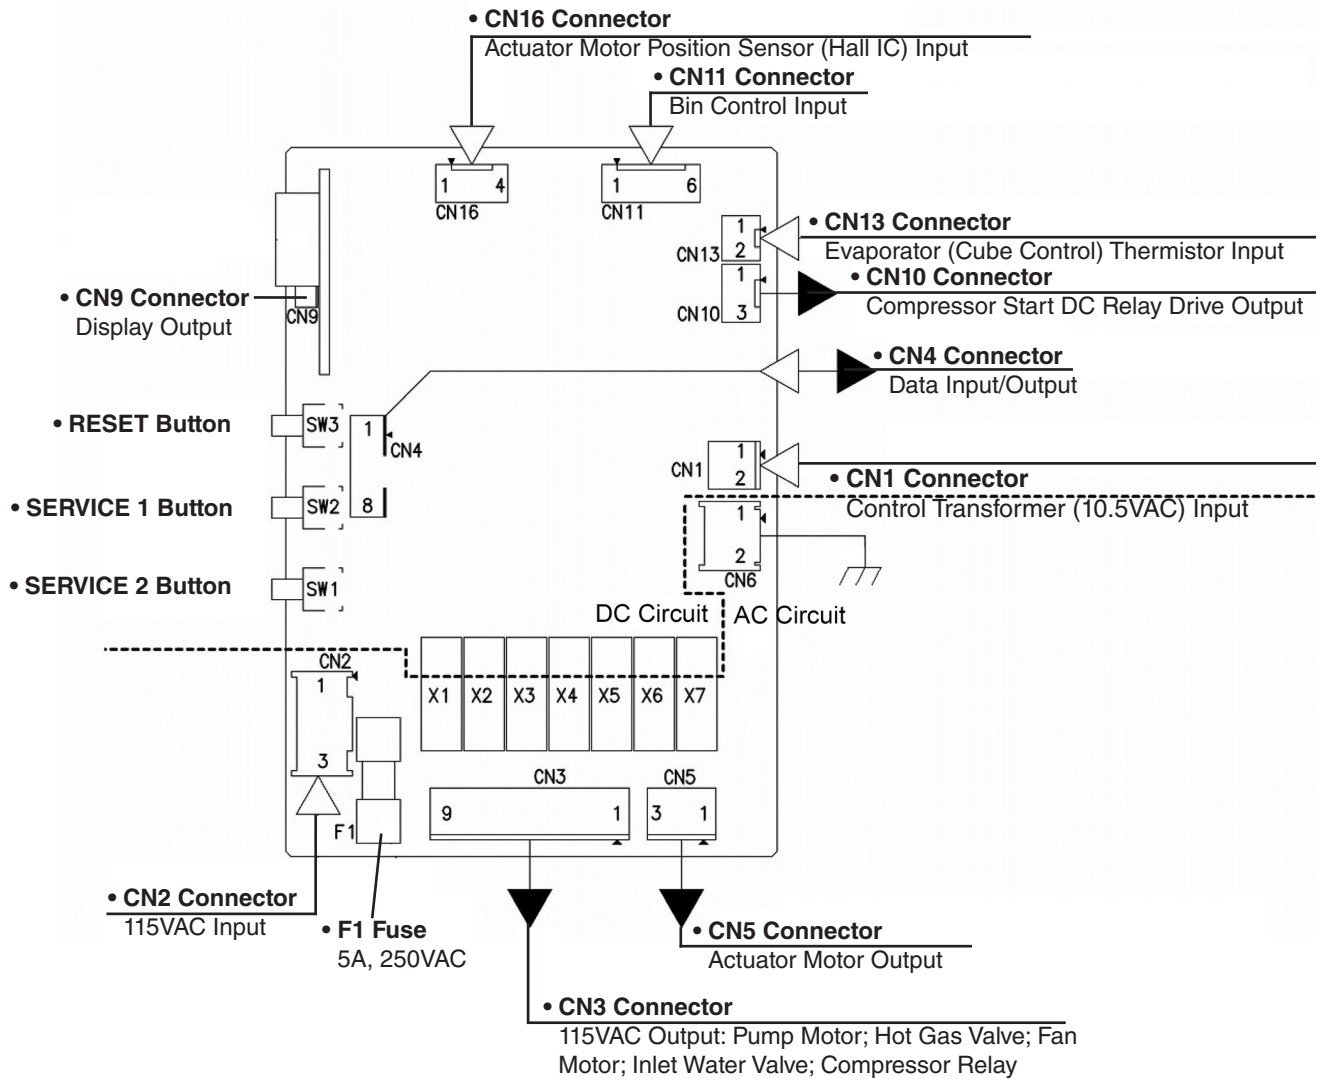 • CN16 Connector
Actuator Motor Position Sensor (Hall IC) Input
• CN11 Connector
Bin Control Input
1 4
CN16
1 6
CN11
1
2
CN13
• CN13 Connector
Evaporator (Cube Control) Thermistor Input
1
3
CN10
• CN10 Connector
Compressor Start DC Relay Drive Output
• CN9 Connector
Display Output
CN9
• CN4 Connector
Data Input/Output
• RESET Button
SW3
1
CN4
8
1
2
CN1
• CN1 Connector
Control Transformer (10.5VAC) Input
• SERVICE 1 Button
SW2
1
2
CN6
• SERVICE 2 Button
SW1
DC Circuit
AC Circuit
CN2
1
3
X1 X2 X3 X4 X5 X6 X7
F1
CN3
9 1
CN5
3 1
• CN2 Connector
115VAC Input
• F1 Fuse
5A, 250VAC
• CN5 Connector
Actuator Motor Output
• CN3 Connector
115VAC Output: Pump Motor; Hot Gas Valve; Fan
Motor; Inlet Water Valve; Compressor Relay